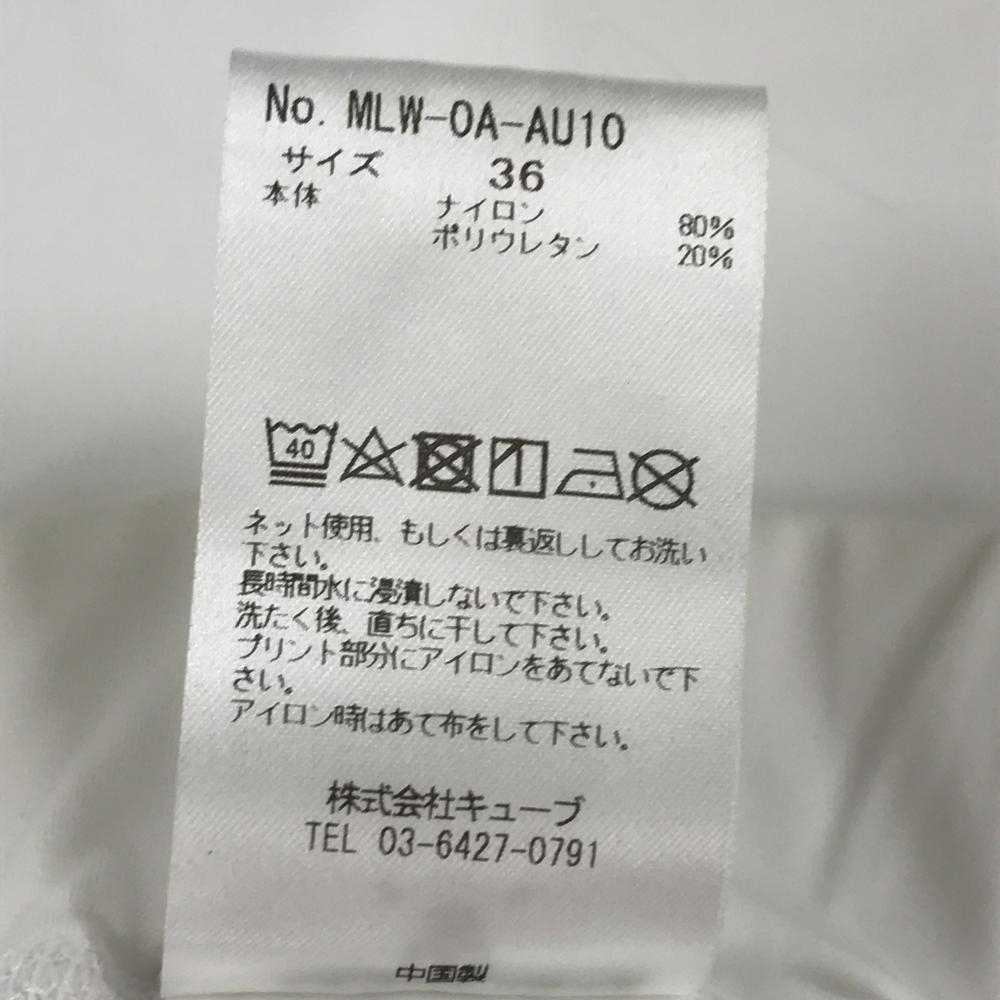 No. MLW-OA-AU10
サイズ 36
本体 ナイロン 80%
ポリウレタン 20%
40
ネット使用、もしくは裏返ししてお洗い
下さい。
長時間水に浸漬しないで下さい。
洗たく後、直ちに干して下さい。
プリント部分にアイロンをあてないで下
さい。
アイロン時はあて布をして下さい。
株式会社キューブ
TEL 03-6427-0791
中国製